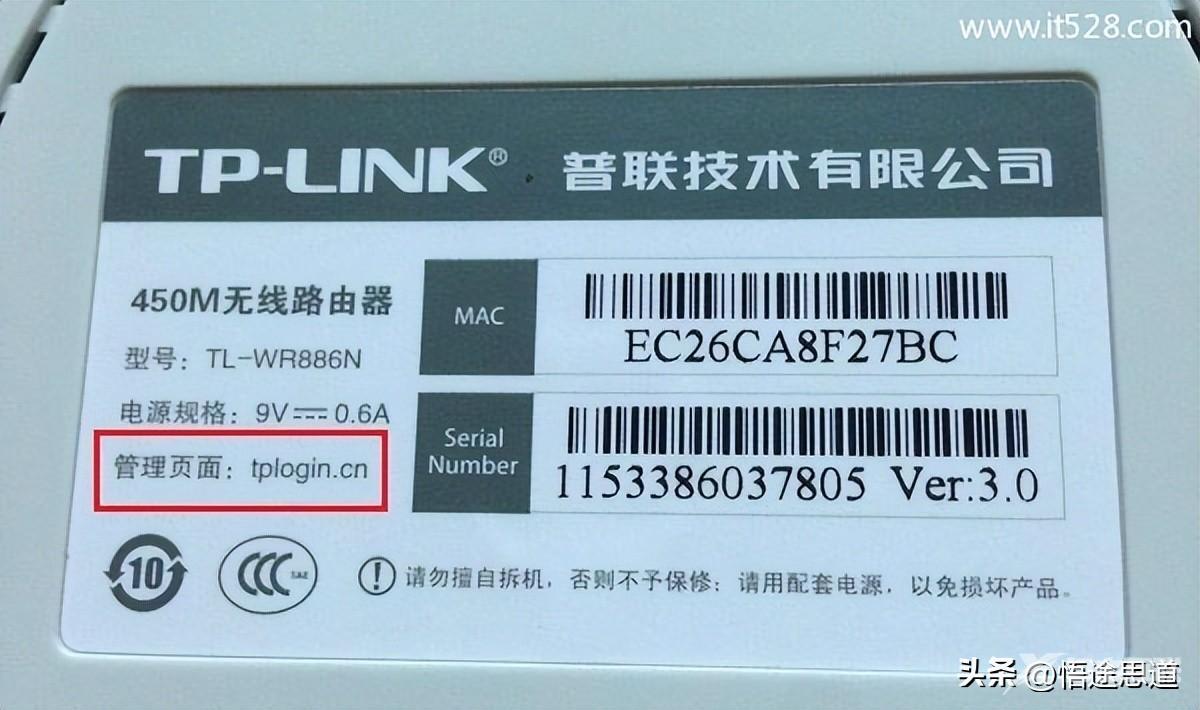 www.it528.com
TP-LINK® 普联技术有限公司
450M无线路由器
型号：TL-WR886N
电源规格：9V⎓0.6A
管理页面：tplogin.cn
MAC
EC26CA8F27BC
Serial
Number
1153386037805 Ver:3.0
10
CCC
S&E
! 请勿擅自拆机，否则不予保修；请用配套电源，以免损坏产品。
头条 @悟途思道